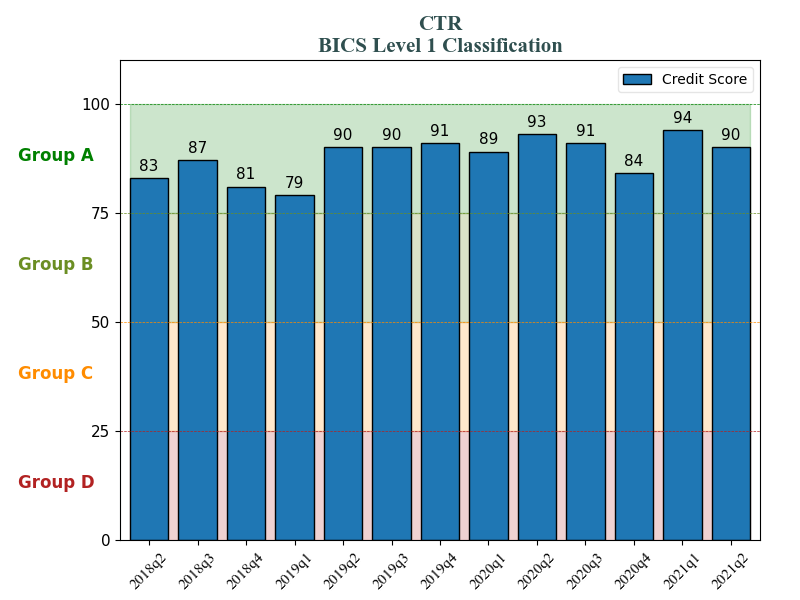 CTR
BICS Level 1 Classification
Credit Score
100
75
50
25
0
Group A
Group B
Group C
Group D
83
87
81
79
90
90
91
89
93
91
84
94
90
2018q2
2018q3
2018q4
2019q1
2019q2
2019q3
2019q4
2020q1
2020q2
2020q3
2020q4
2021q1
2021q2